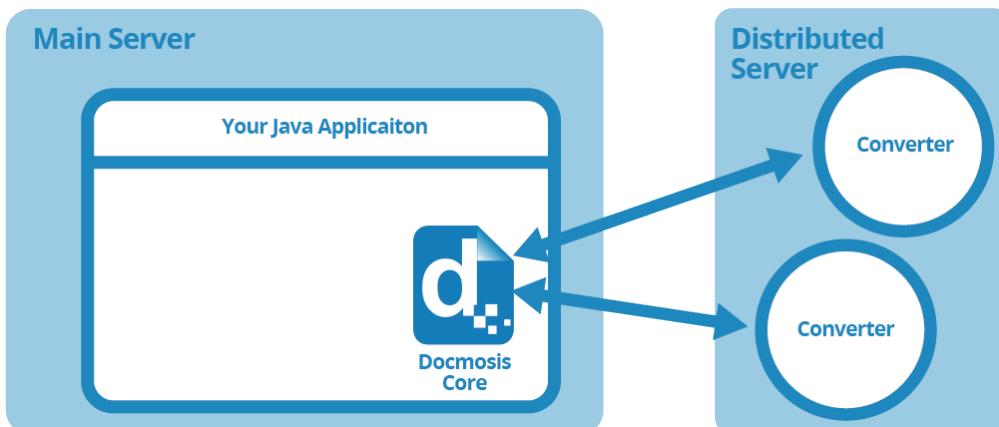 Main Server
Your Java Applicaiton
d
Docmosis
Core
Distributed
Server
Converter
Converter